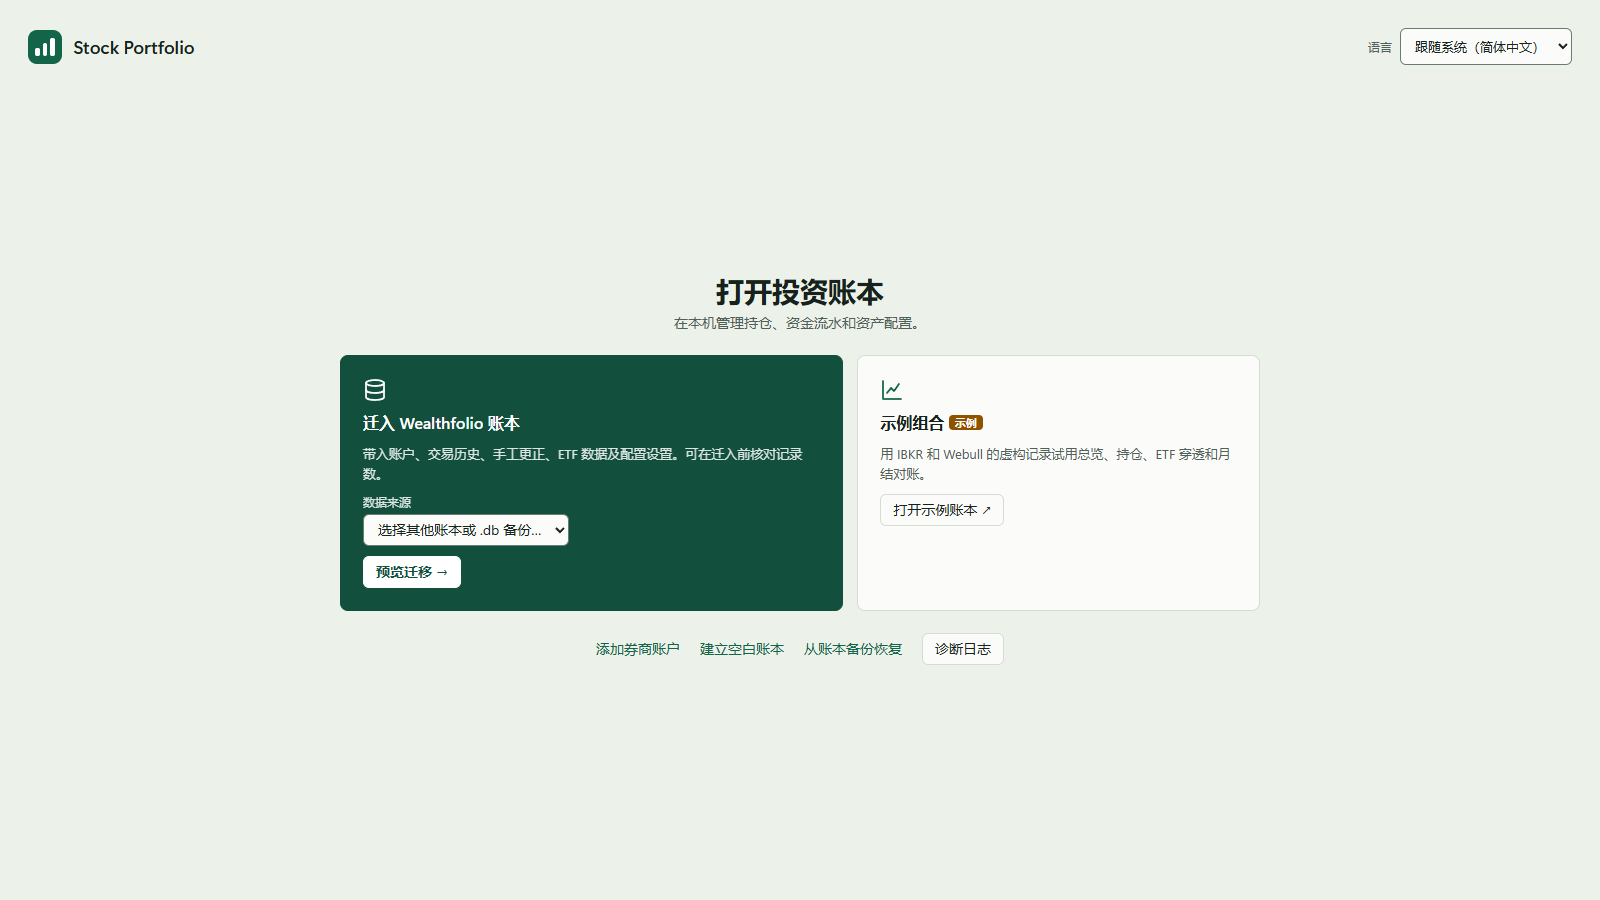 Stock Portfolio
语言
跟随系统（简体中文）
打开投资账本
在本机管理持仓、资金流水和资产配置。
迁入 Wealthfolio 账本
带入账户、交易历史、手工更正、ETF 数据及配置设置。可在迁入前核对记录
数。
数据来源
选择其他账本或 .db 备份...
预览迁移 →
示例组合 示例
用 IBKR 和 Webull 的虚构记录试用总览、持仓、ETF 穿透和月
结对账。
打开示例账本 ↗
添加券商账户 建立空白账本 从账本备份恢复 诊断日志